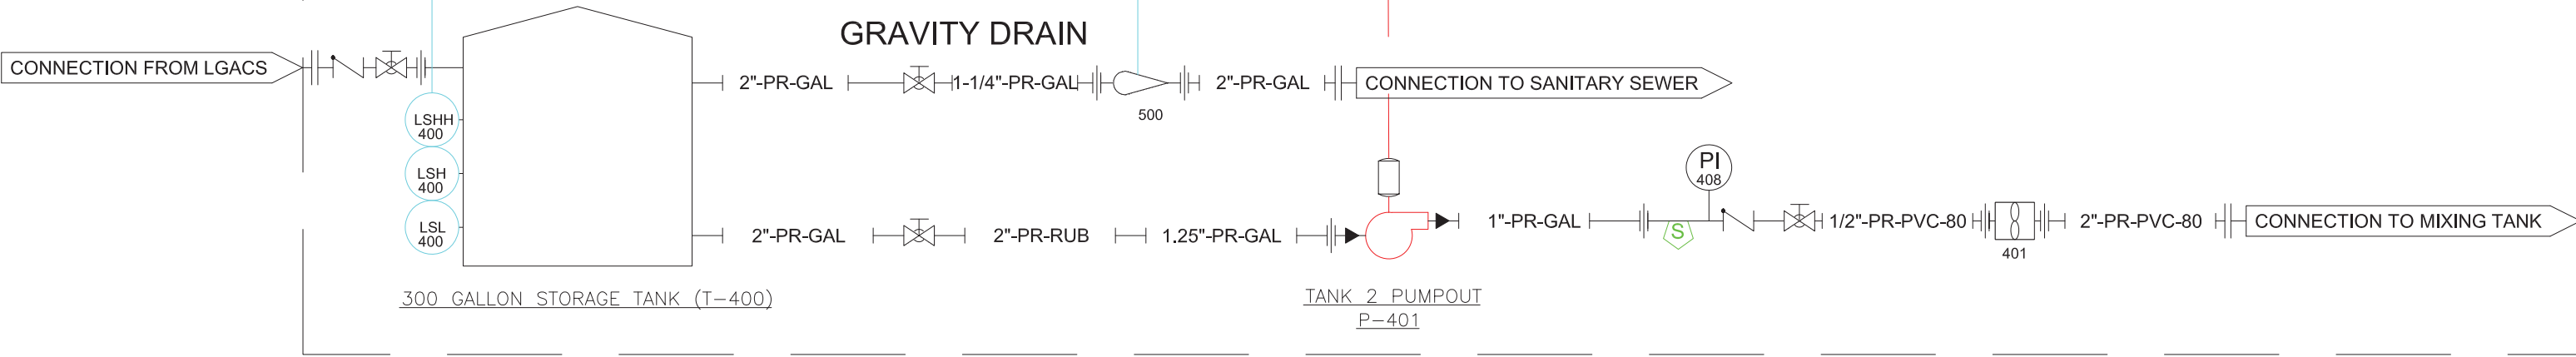 GRAVITY DRAIN
CONNECTION FROM LGACS
2"-PR-GAL
1-1/4"-PR-GAL
2"-PR-GAL
CONNECTION TO SANITARY SEWER
500
LSHH
400
LSH
400
LSL
400
PI
408
2"-PR-GAL
2"-PR-RUB
1.25"-PR-GAL
1"-PR-GAL
S
1/2"-PR-PVC-80
401
2"-PR-PVC-80
CONNECTION TO MIXING TANK
300 GALLON STORAGE TANK (T-400)
TANK 2 PUMPOUT
P-401